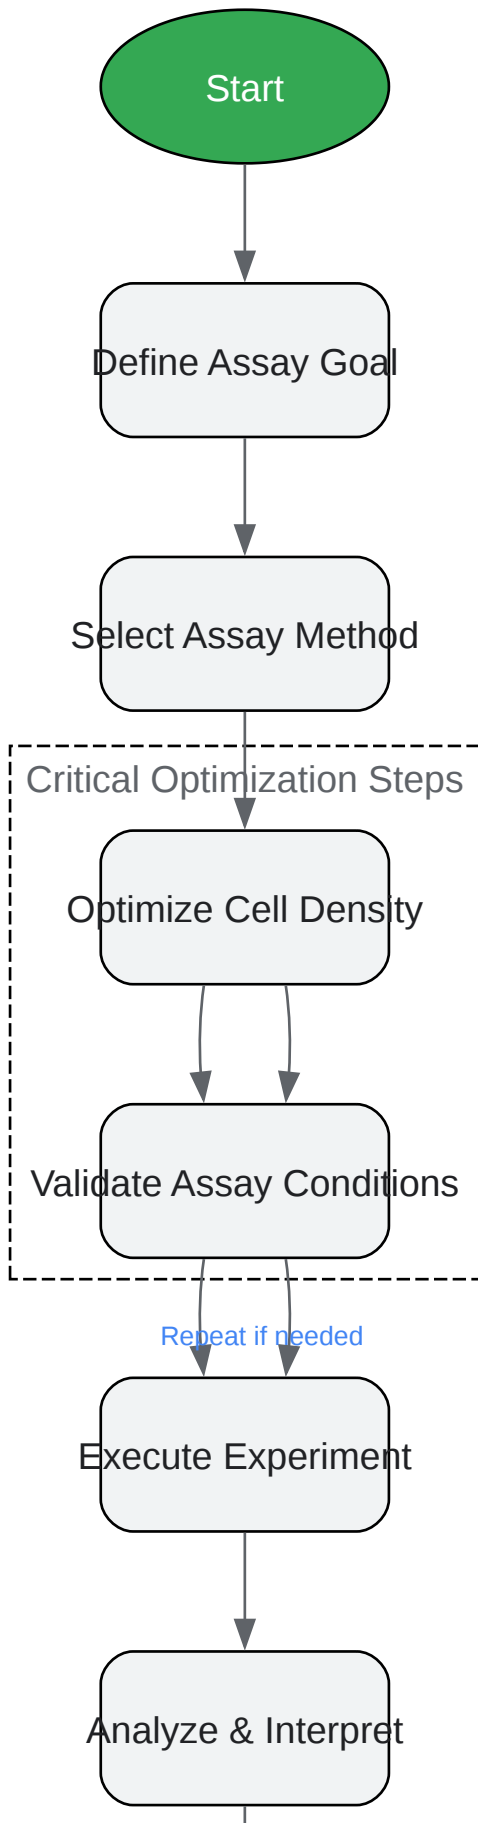 Start
Define Assay Goal
Select Assay Method
Critical Optimization Steps
Optimize Cell Density
Validate Assay Conditions
Repeat if needed
Execute Experiment
Analyze & Interpret